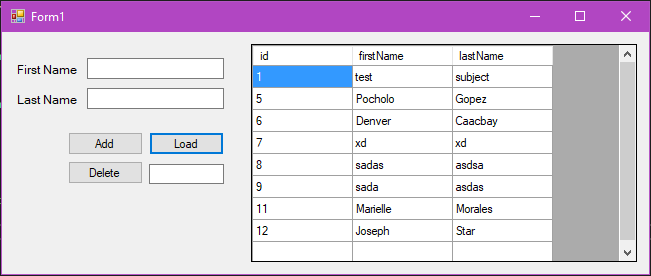 Form1
First Name
Last Name
Add Load
Delete
id firstName lastName
1 test subject
5 Pocholo Gopez
6 Denver Caacbay
7 xd xd
8 sadas asdsa
9 sada asdas
11 Marielle Morales
12 Joseph Star